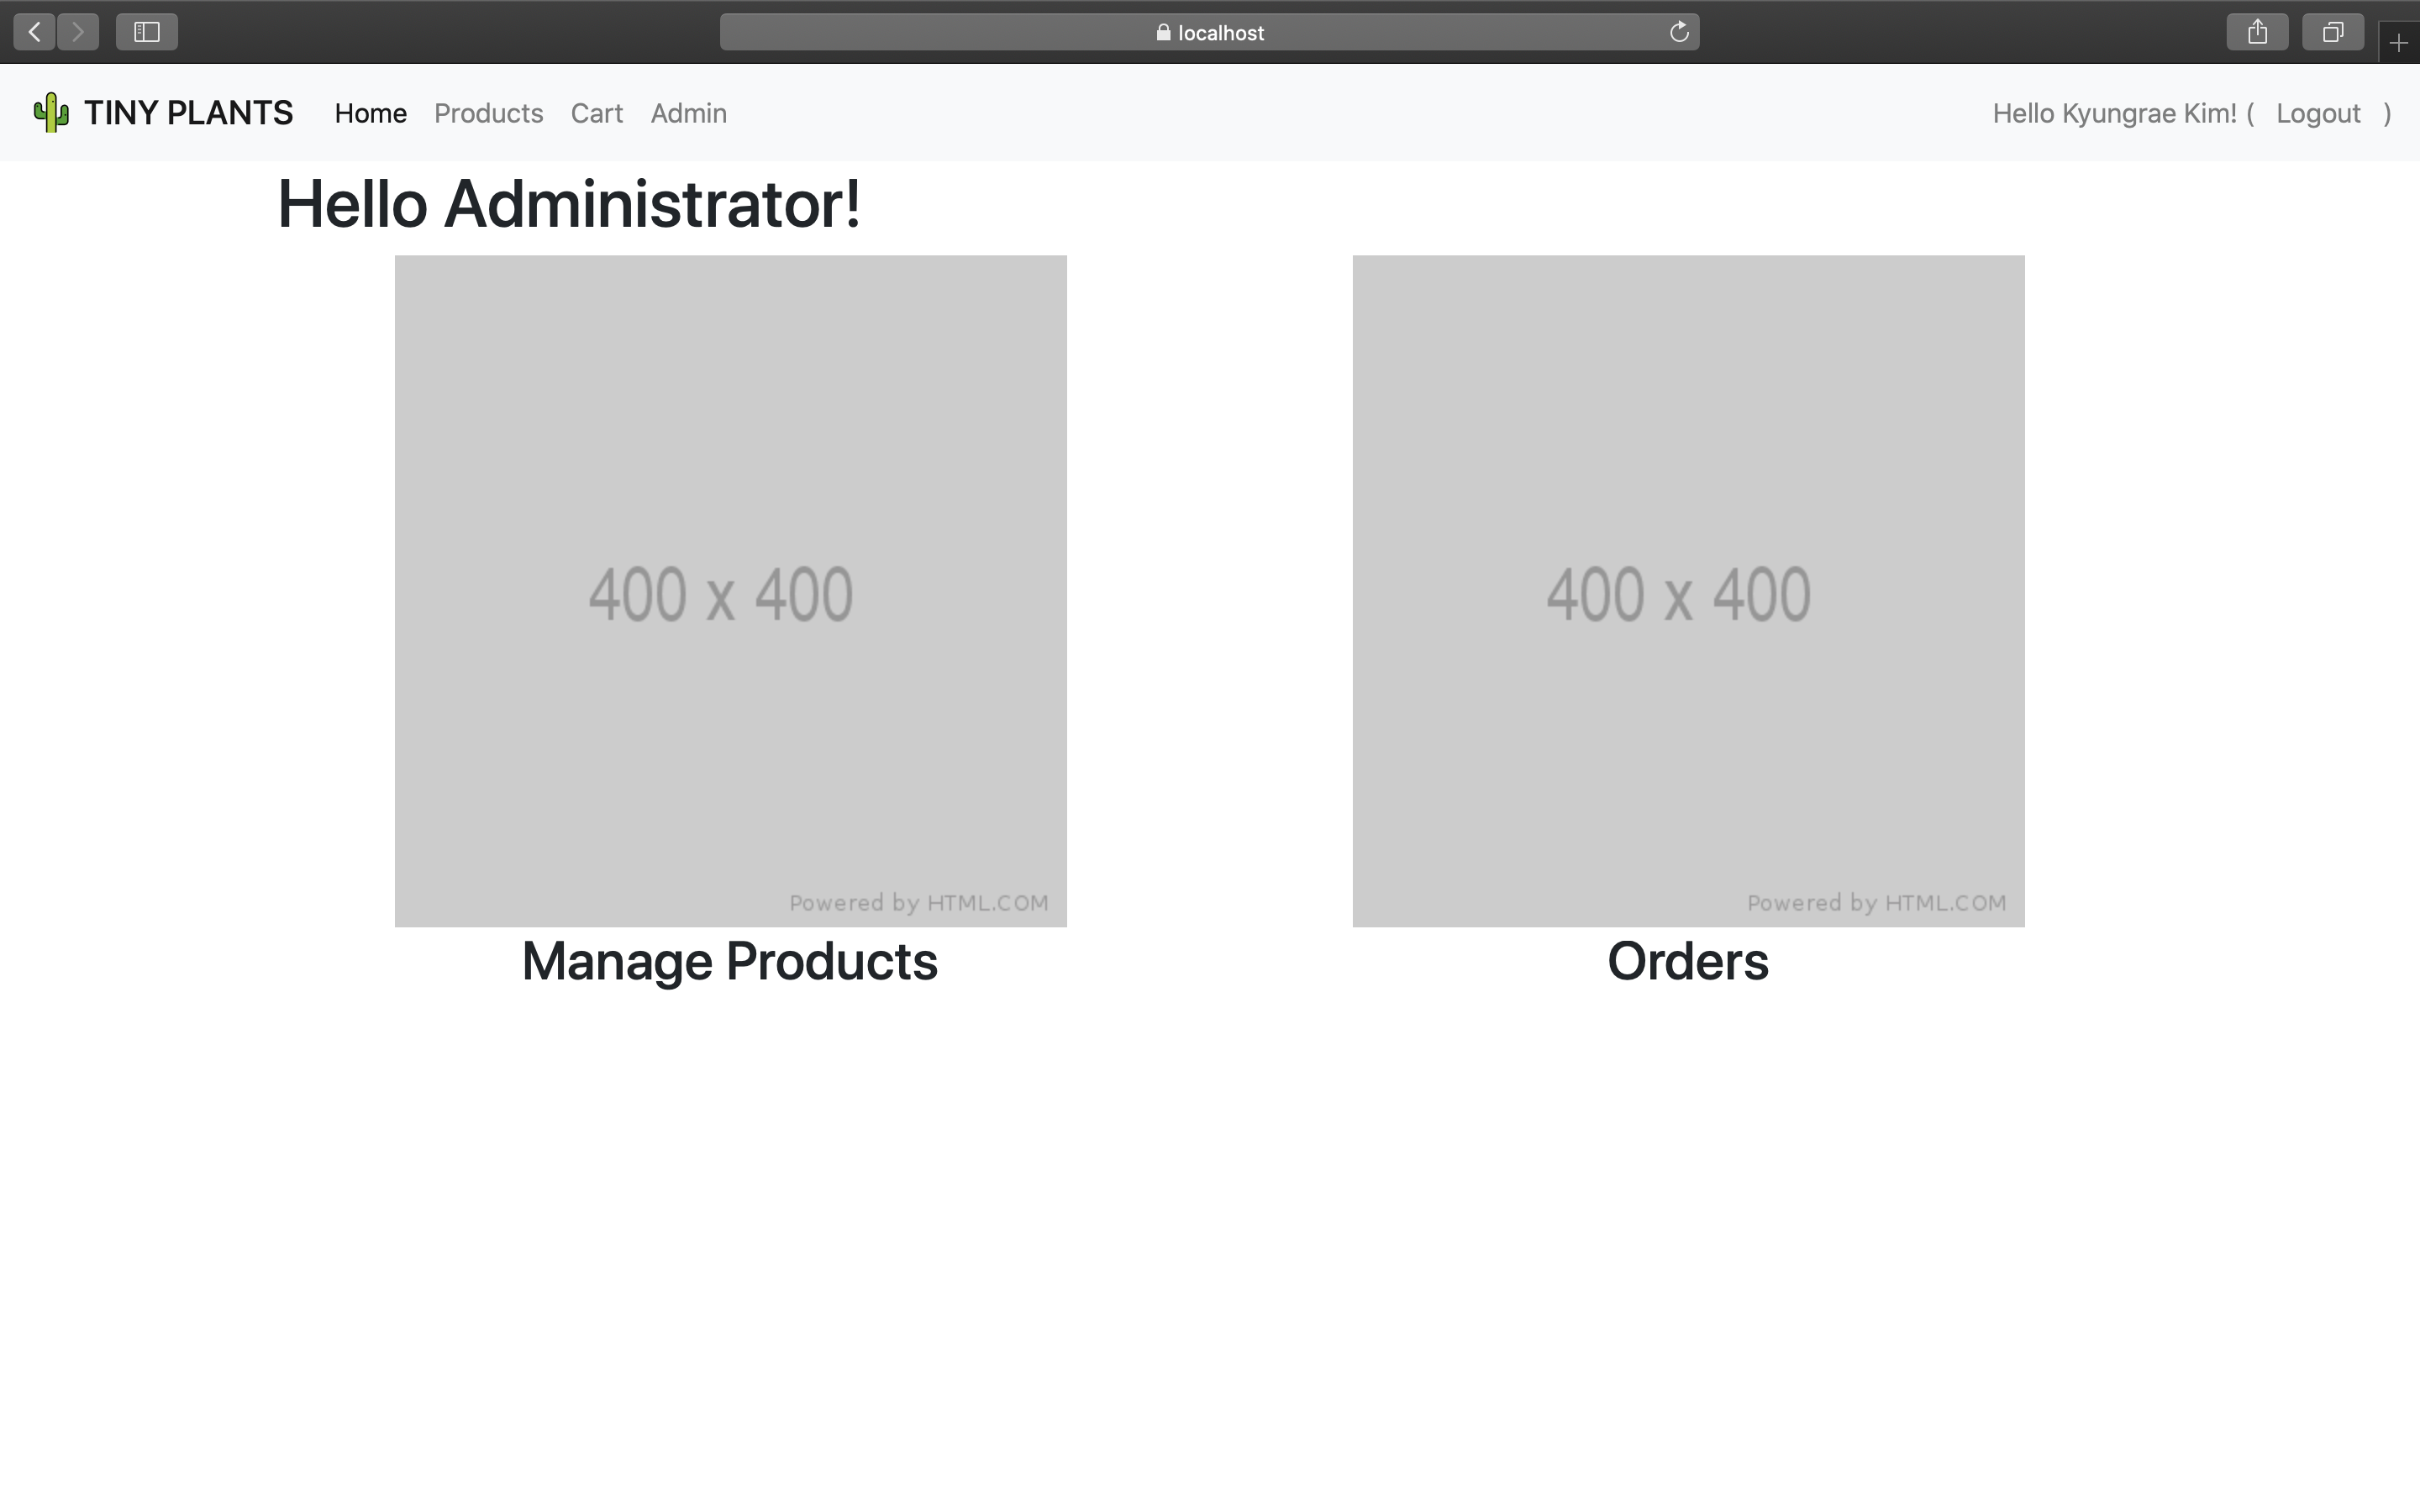 localhost
TINY PLANTS Home Products Cart Admin Hello Kyungrae Kim! ( Logout )
Hello Administrator!
400 x 400
Powered by HTML.COM
Manage Products
400 x 400
Powered by HTML.COM
Orders